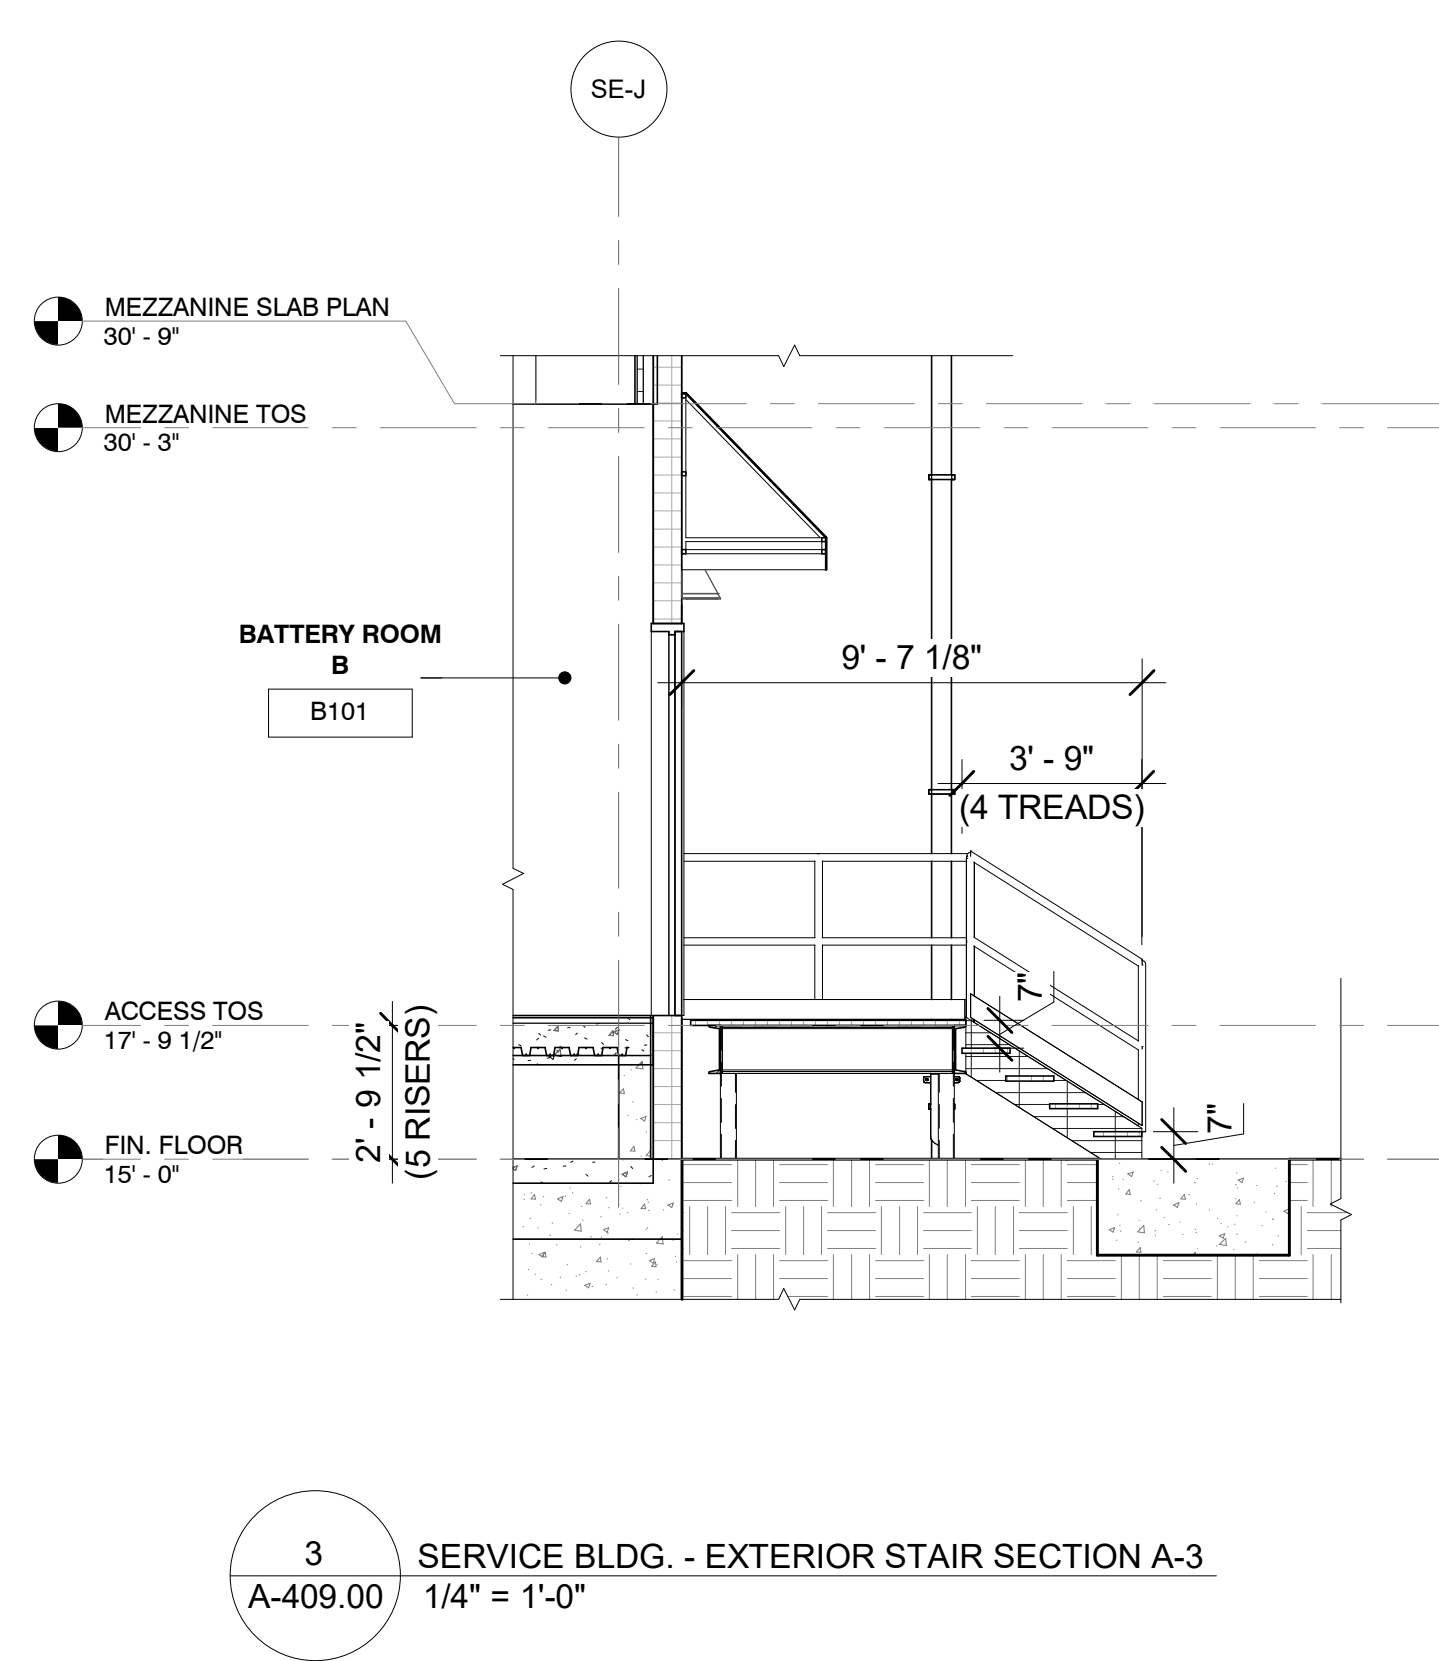 SE-J
MEZZANINE SLAB PLAN
30' - 9"
MEZZANINE TOS
30' - 3"
BATTERY ROOM
B
B101
9' - 7 1/8"
3' - 9"
(4 TREADS)
7"
ACCESS TOS
17' - 9 1/2"
2' - 9 1/2"
(5 RISERS)
7"
FIN. FLOOR
15' - 0"
3
A-409.00
SERVICE BLDG. - EXTERIOR STAIR SECTION A-3
1/4" = 1'-0"